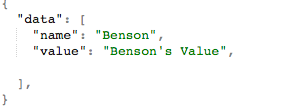 {
"data": [
"name": "Benson",
"value": "Benson's Value",
],
}